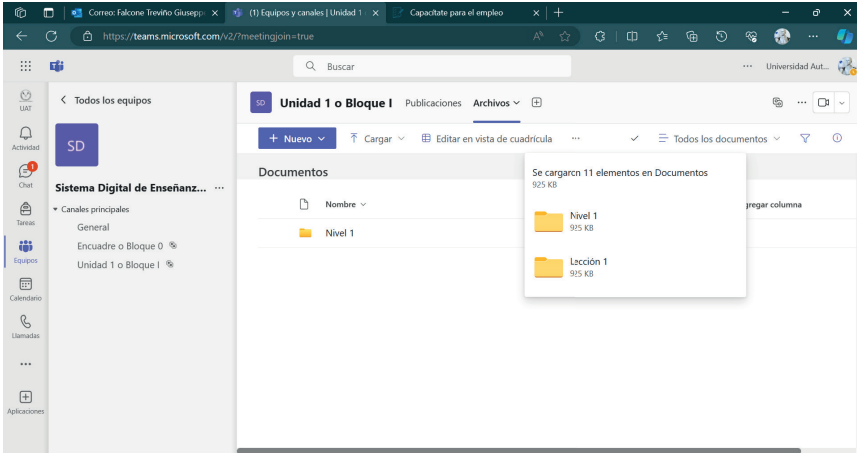 Correo: Falcone Treviño Giusepp
(1) Equipos y canales | Unidad 1
Capacítate para el empleo
https://teams.microsoft.com/v2/?meetingjoin=true
Buscar
Universidad Aut...
UAT
Actividad
Chat
1
Tareas
Equipos
Calendario
Llamadas
Aplicaciones
Todos los equipos
SD
Sistema Digital de Enseñanz...
Canales principales
General
Encuadre o Bloque 0
Unidad 1 o Bloque I
SD
Unidad 1 o Bloque I Publicaciones Archivos
+ Nuevo Cargar Editar en vista de cuadrícula ... Todos los documentos
Documentos
Nombre
gregar columna
Nivel 1
Se cargaron 11 elementos en Documentos
925 KB
Nivel 1
925 KB
Lección 1
925 KB